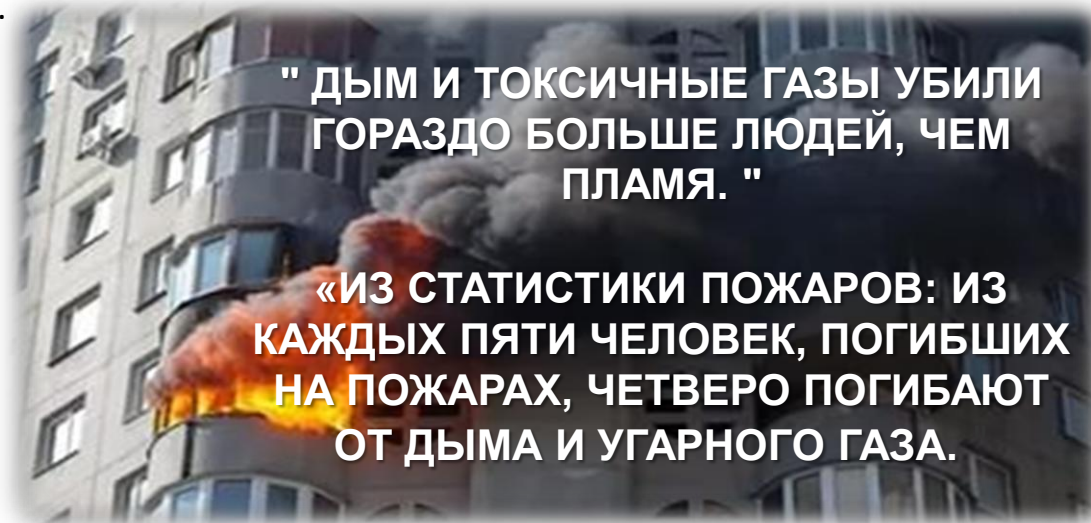 .
" ДЫМ И ТОКСИЧНЫЕ ГАЗЫ УБИЛИ
ГОРАЗДО БОЛЬШЕ ЛЮДЕЙ, ЧЕМ
ПЛАМЯ. "
«ИЗ СТАТИСТИКИ ПОЖАРОВ: ИЗ
КАЖДЫХ ПЯТИ ЧЕЛОВЕК, ПОГИБШИХ
НА ПОЖАРАХ, ЧЕТВЕРО ПОГИБАЮТ
ОТ ДЫМА И УГАРНОГО ГАЗА.